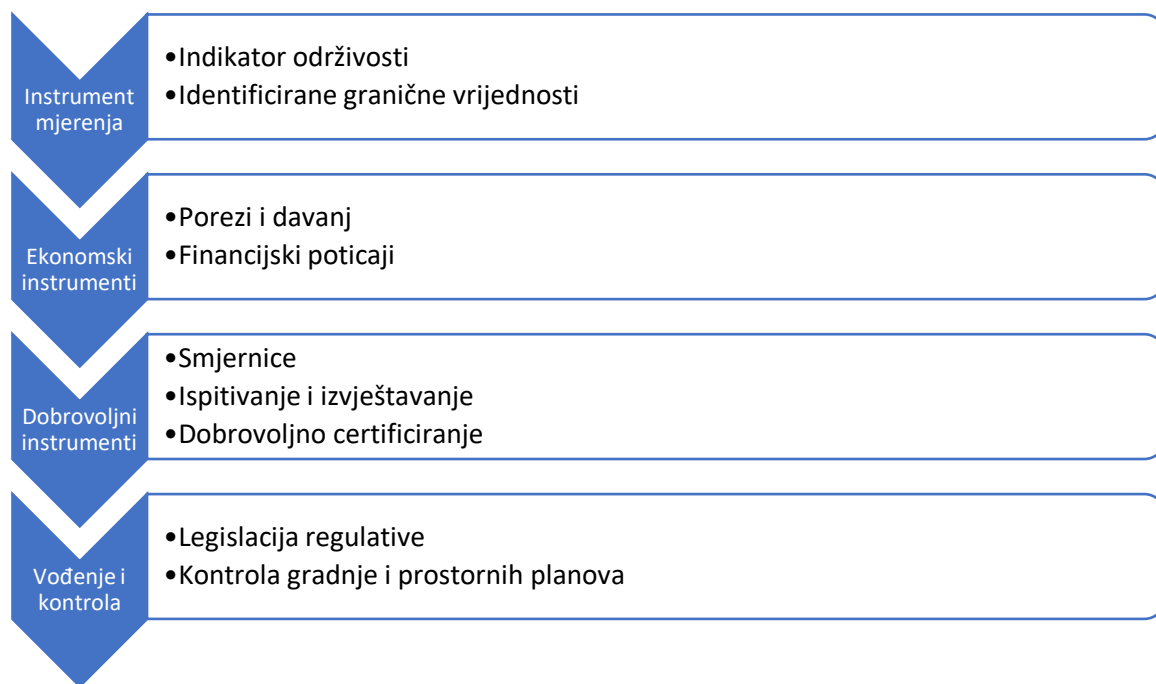 Instrument
mjerenja
•Indikator održivosti
•Identificirane granične vrijednosti
Ekonomski
instrumenti
•Porezi i davanj
•Financijski poticaji
Dobrovoljni
instrumenti
•Smjernice
•Ispitivanje i izvještavanje
•Dobrovoljno certificiranje
Vođenje i
kontrola
•Legislacija regulative
•Kontrola gradnje i prostornih planova